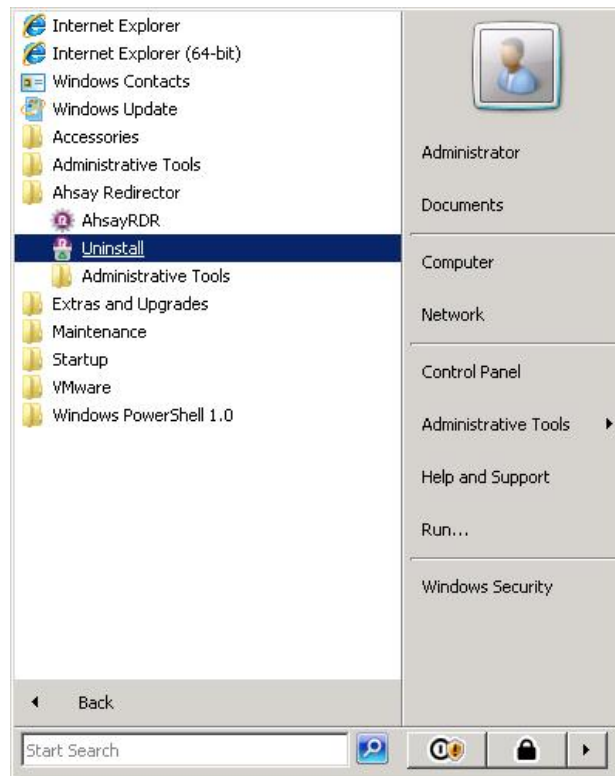 Internet Explorer
Internet Explorer (64-bit)
Windows Contacts
Windows Update
Accessories
Administrative Tools
Ahsay Redirector
AhsayRDR
Uninstall
Administrative Tools
Extras and Upgrades
Maintenance
Startup
VMware
Windows PowerShell 1.0
Back
Start Search
Administrator
Documents
Computer
Network
Control Panel
Administrative Tools
Help and Support
Run...
Windows Security